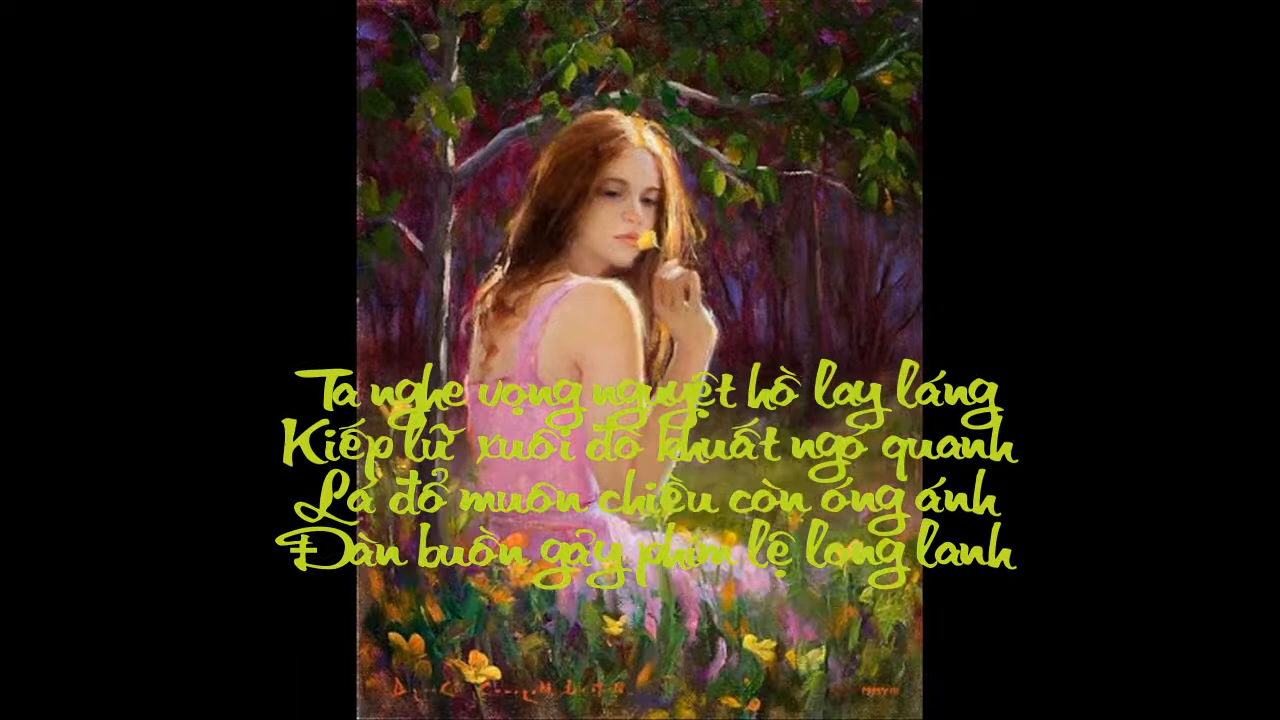 Ta nghe vọng nguyệt hồ lay láng
Kiếp lữ xuôi đò khuất ngó quanh
Lá đổ muôn chiều còn óng ánh
Đàn buồn gảy phím lệ long lanh